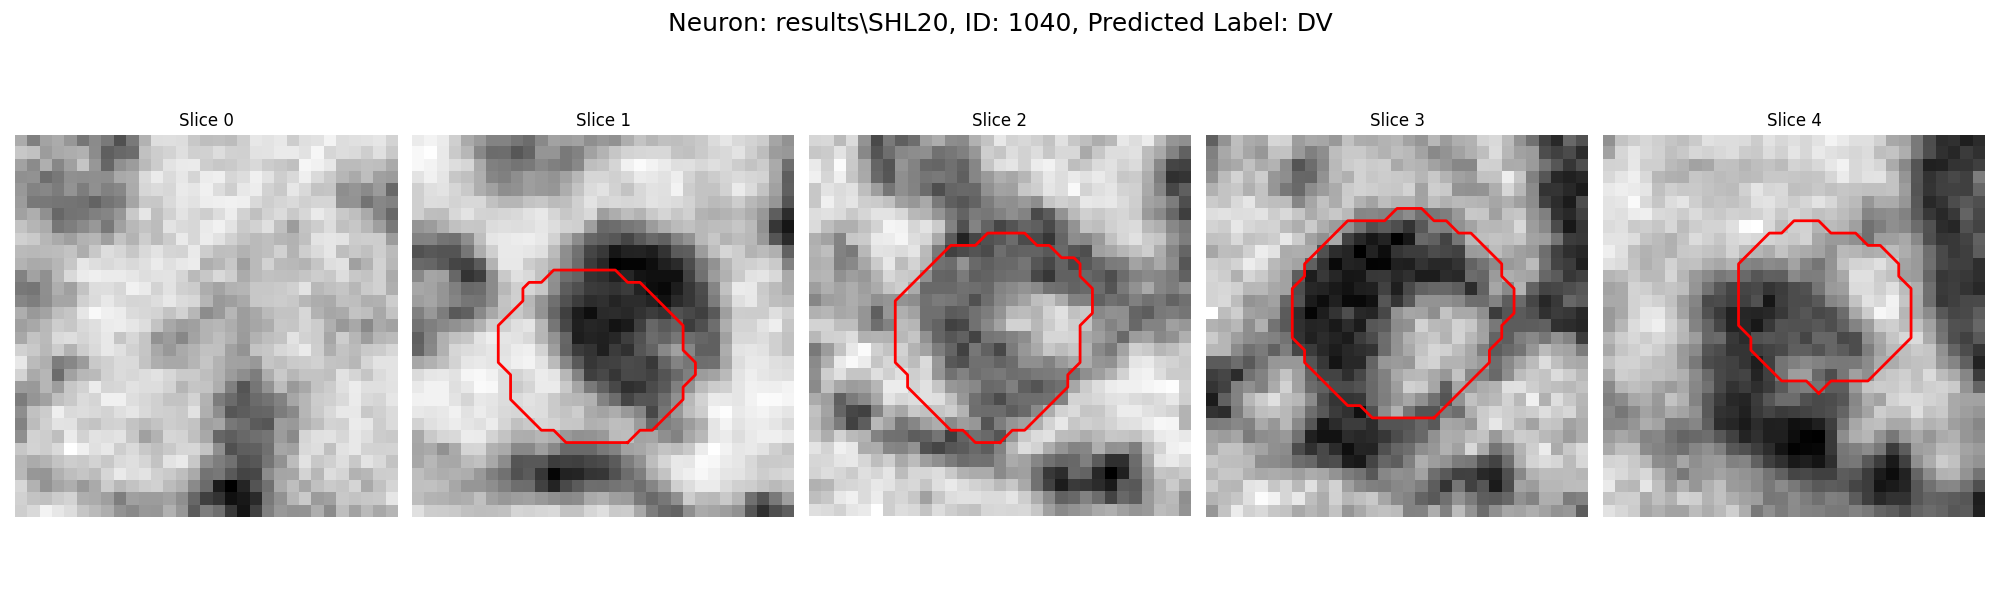 Neuron: results\SHL20, ID: 1040, Predicted Label: DV
Slice 0
Slice 1
Slice 2
Slice 3
Slice 4